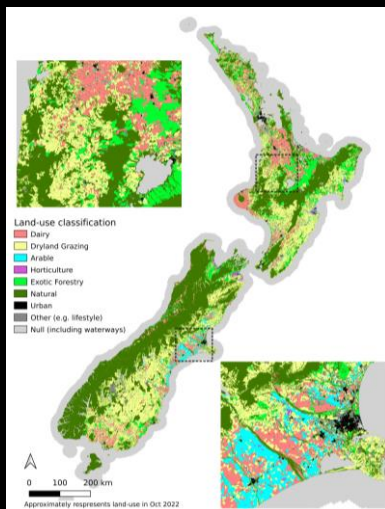 Land-use classification
Dairy
Dryland Grazing
Arable
Horticulture
Exotic Forestry
Natural
Urban
Other (e.g. lifestyle)
Null (including waterways)
0 100 200 km
Approximately respresents land-use in Oct 2022